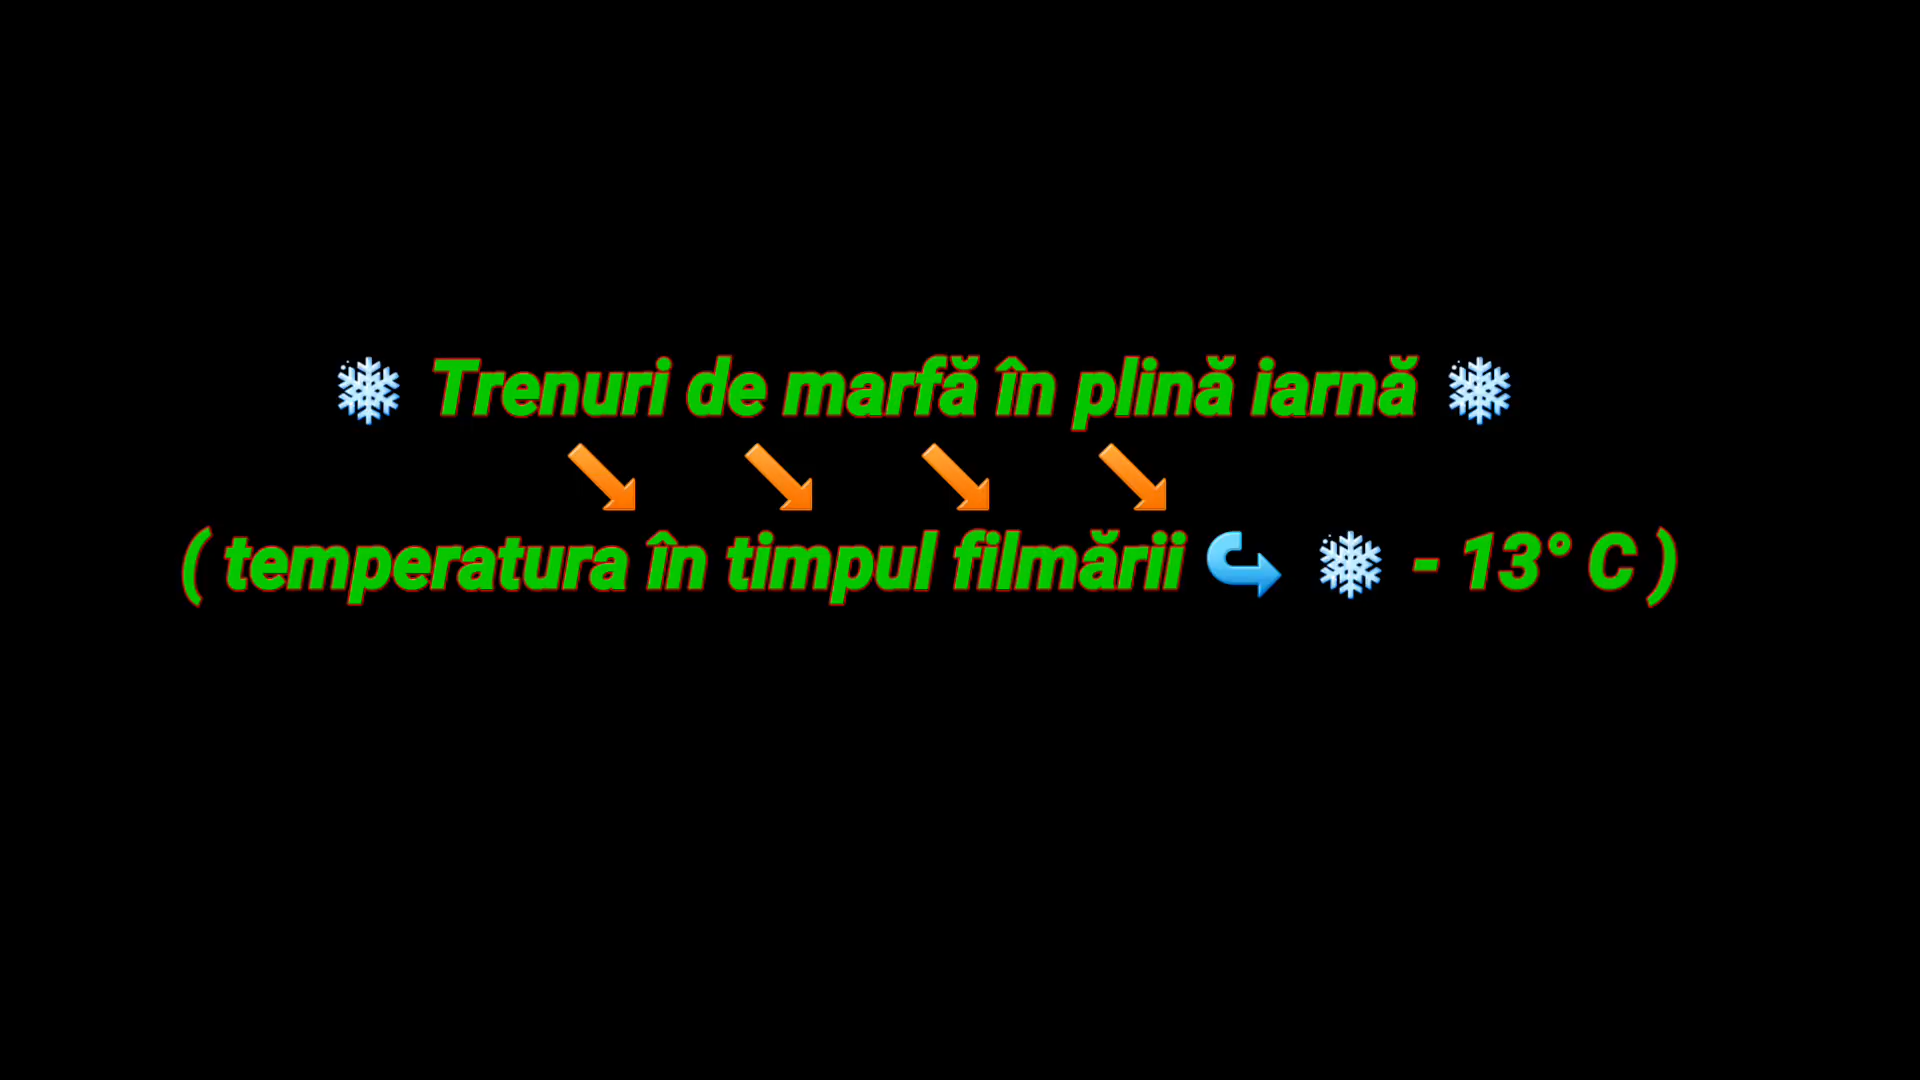 ❄️ Trenuri de marfă în plină iarnă ❄️
↘️ ↘️ ↘️ ↘️
( temperatura în timpul filmării ↪️ ❄️ - 13° C )